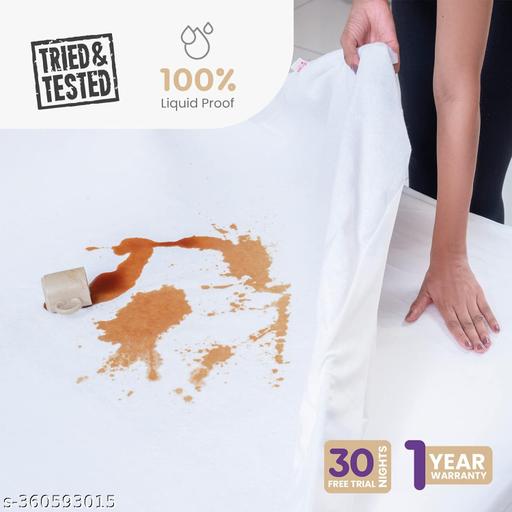 TRIED &
TESTED
100%
Liquid Proof
30
NIGHTS
FREE TRIAL
1 YEAR
WARRANTY
s-360593015